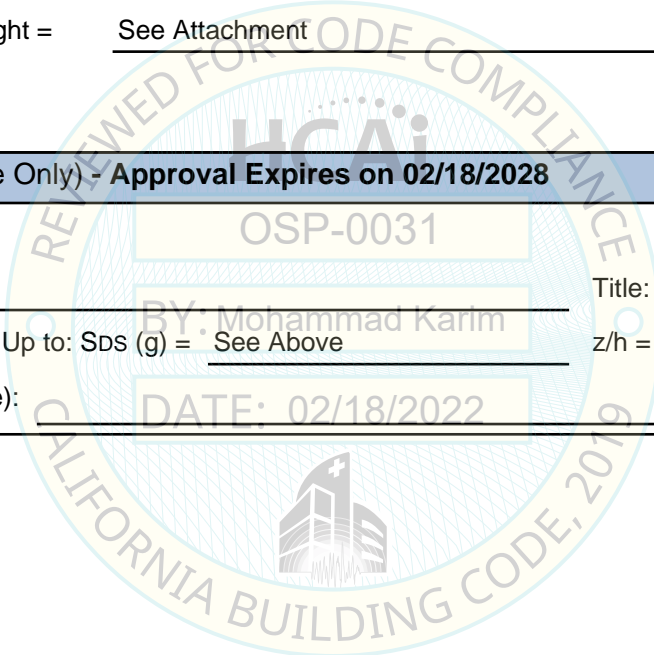 ght = See Attachment
REVIEWED FOR CODE COMPLIANCE
HCAi
e Only) - Approval Expires on 02/18/2028
OSP-0031
Title:
BY: Mohammad Karim
Up to: SDS (g) = See Above z/h =
e):
DATE: 02/18/2022
CALIFORNIA BUILDING CODE, 2019